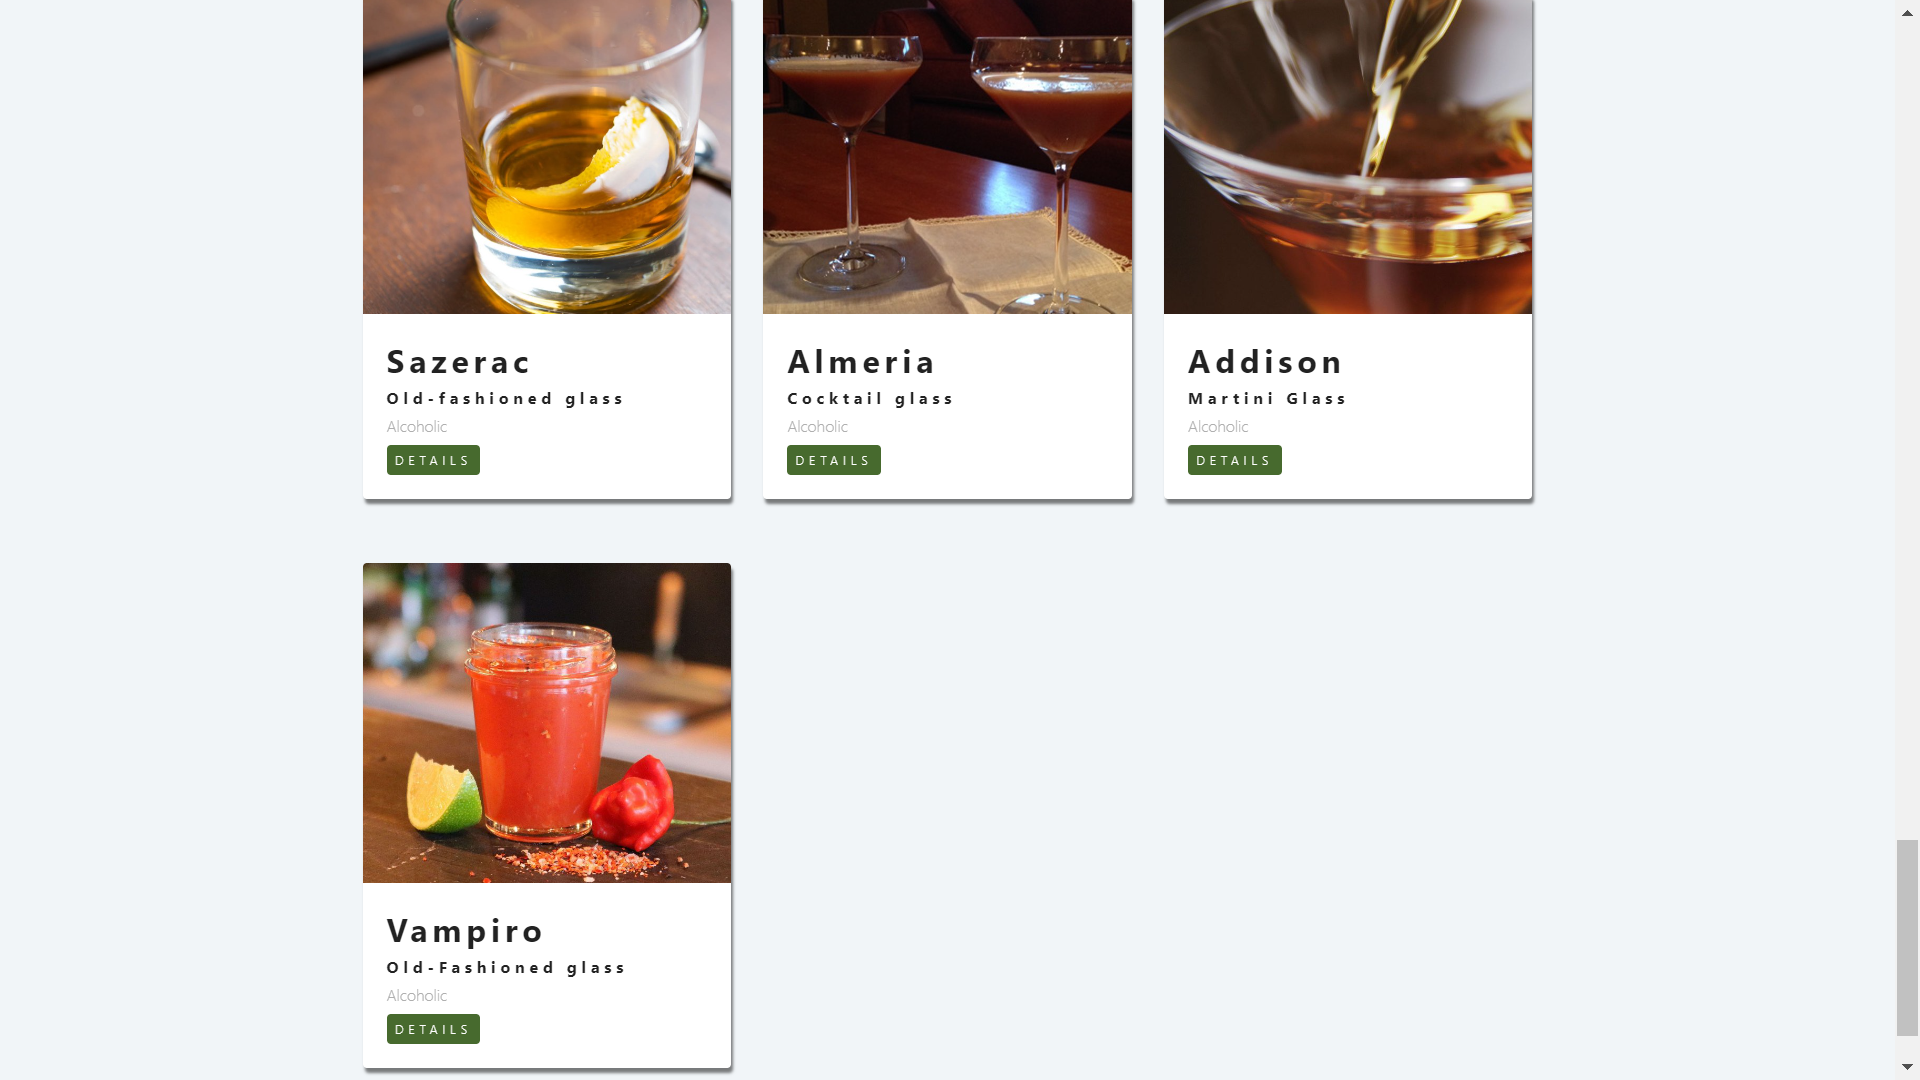 Sazerac
Old-fashioned glass
Alcoholic
DETAILS
Almeria
Cocktail glass
Alcoholic
DETAILS
Addison
Martini Glass
Alcoholic
DETAILS
Vampiro
Old-Fashioned glass
Alcoholic
DETAILS